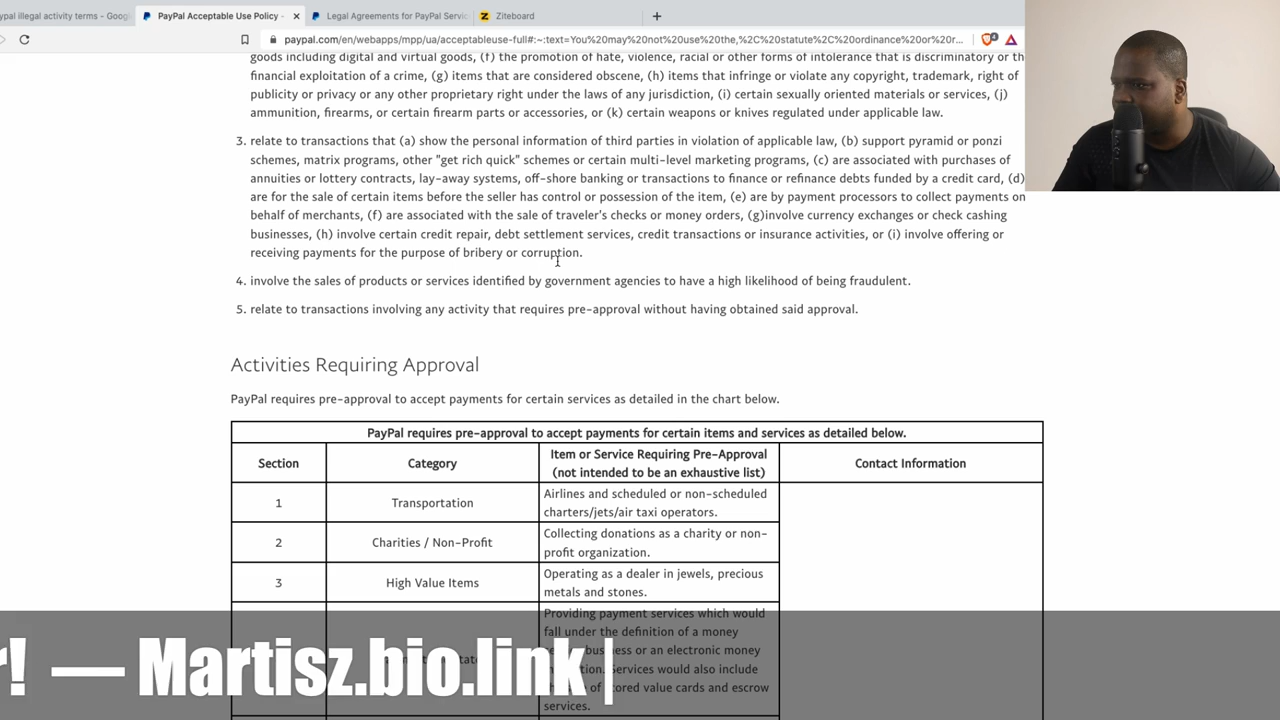 ypal illegal activity terms - Goog
PayPal Acceptable Use Policy -
Legal Agreements for PayPal Servic
Ziteboard
paypal.com/en/webapps/mpp/ua/acceptableuse-full#:~:text=You%20may%20not%20use%20the,%2C%20statute%2C%20ordinance%20or%20r...
goods including digital and virtual goods, (f) the promotion of hate, violence, racial or other forms of intolerance that is discriminatory or the
financial exploitation of a crime, (g) items that are considered obscene, (h) items that infringe or violate any copyright, trademark, right of
publicity or privacy or any other proprietary right under the laws of any jurisdiction, (i) certain sexually oriented materials or services, (j)
ammunition, firearms, or certain firearm parts or accessories, or (k) certain weapons or knives regulated under applicable law.
3. relate to transactions that (a) show the personal information of third parties in violation of applicable law, (b) support pyramid or ponzi
schemes, matrix programs, other "get rich quick" schemes or certain multi-level marketing programs, (c) are associated with purchases of
annuities or lottery contracts, lay-away systems, off-shore banking or transactions to finance or refinance debts funded by a credit card, (d)
are for the sale of certain items before the seller has control or possession of the item, (e) are by payment processors to collect payments on
behalf of merchants, (f) are associated with the sale of traveler's checks or money orders, (g)involve currency exchanges or check cashing
businesses, (h) involve certain credit repair, debt settlement services, credit transactions or insurance activities, or (i) involve offering or
receiving payments for the purpose of bribery or corruption.
4. involve the sales of products or services identified by government agencies to have a high likelihood of being fraudulent.
5. relate to transactions involving any activity that requires pre-approval without having obtained said approval.
Activities Requiring Approval
PayPal requires pre-approval to accept payments for certain services as detailed in the chart below.
PayPal requires pre-approval to accept payments for certain items and services as detailed below.
Section
Category
Item or Service Requiring Pre-Approval
(not intended to be an exhaustive list)
Contact Information
1
Transportation
Airlines and scheduled or non-scheduled
charters/jets/air taxi operators.
2
Charities / Non-Profit
Collecting donations as a charity or non-
profit organization.
3
High Value Items
Operating as a dealer in jewels, precious
metals and stones.
Providing payment services which would
fall under the definition of a money
business or an electronic money
Services would also include
of stored value cards and escrow
services.
r! — Martisz.bio.link |